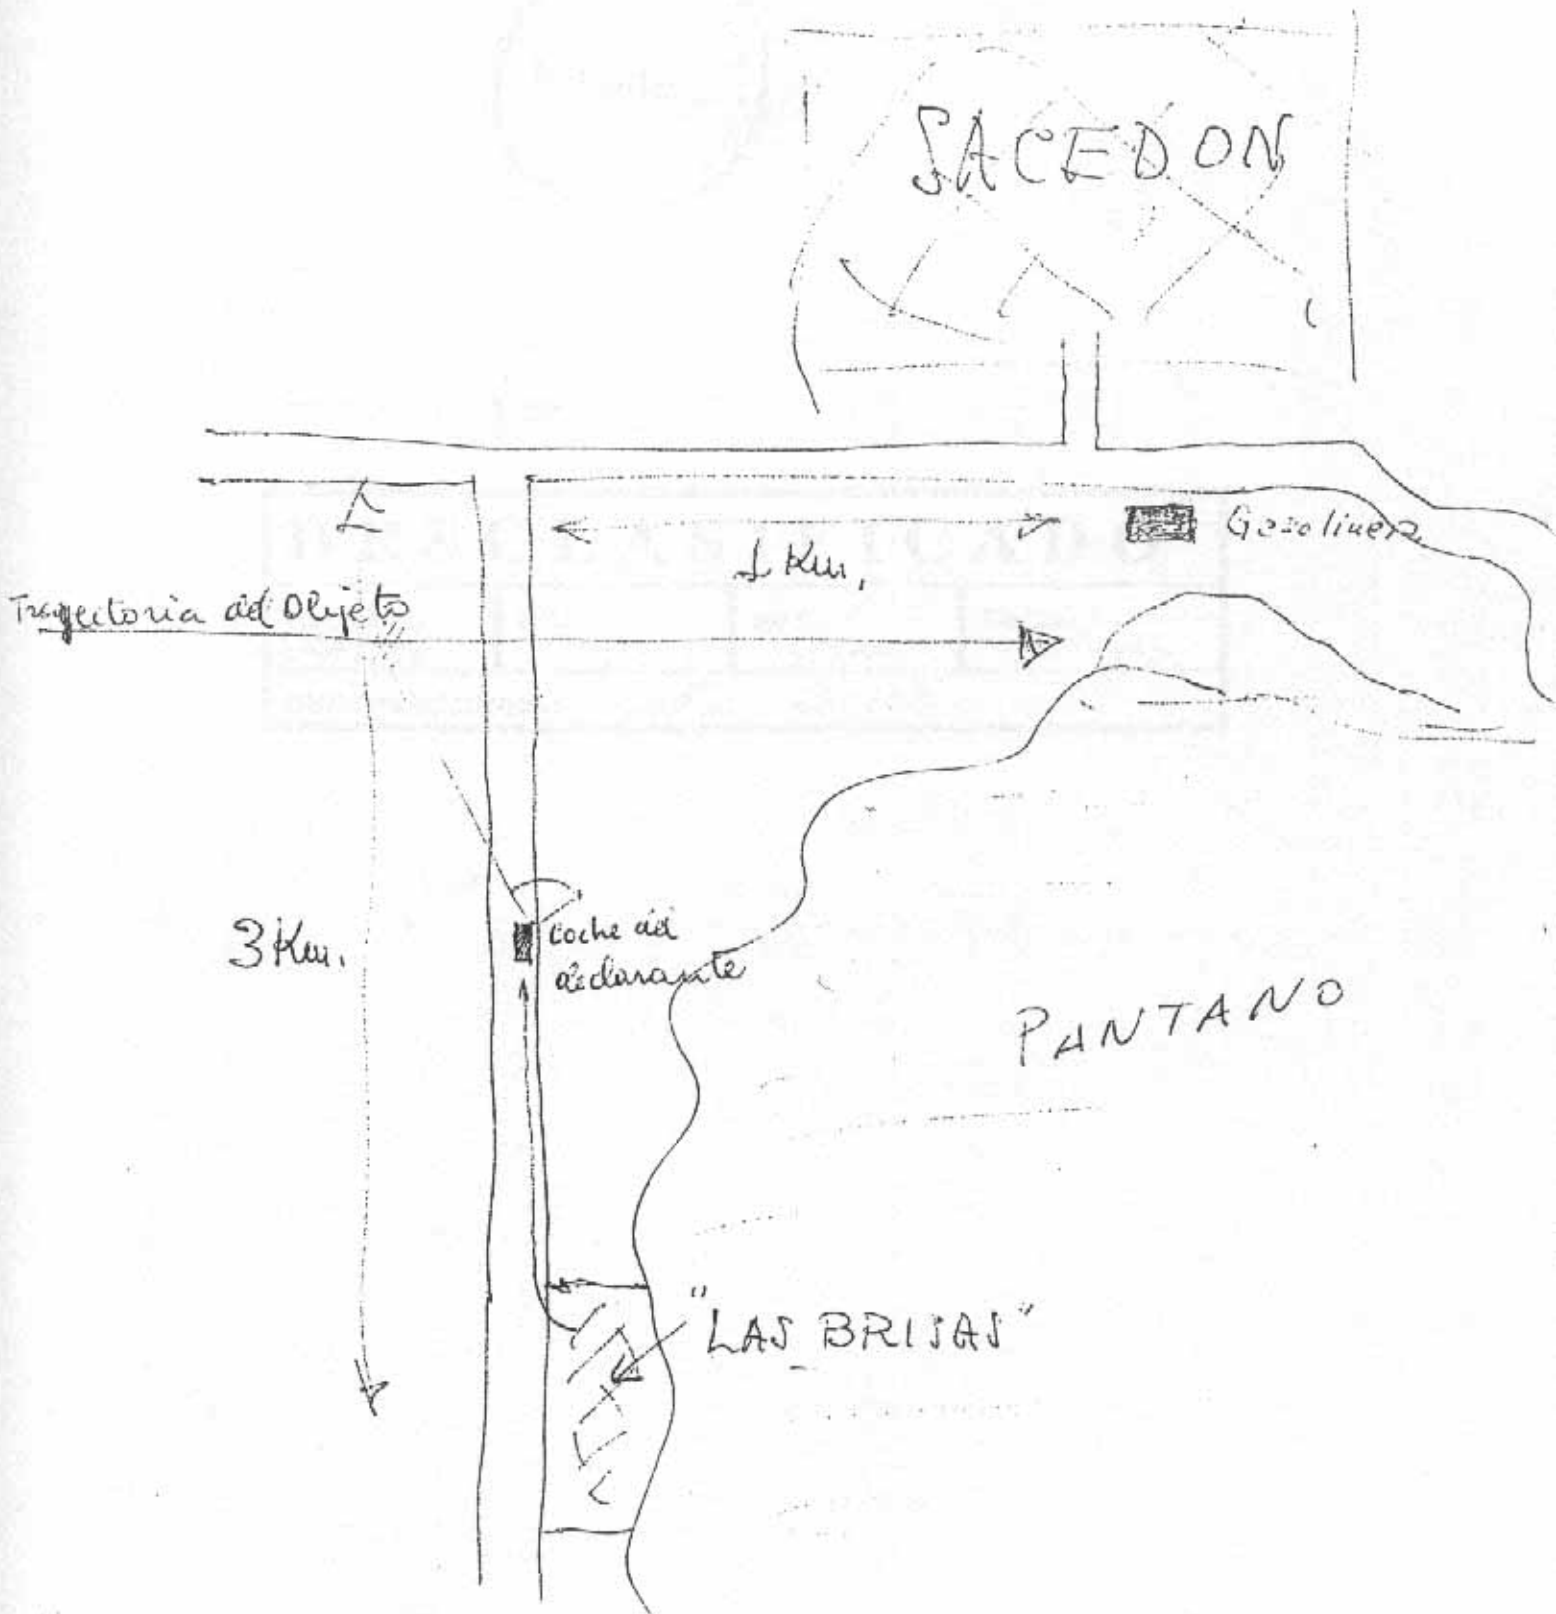 SACEDON
Gasolinera
1 Km.
Trayectoria del Objeto
3 Km.
coche del
declarante
PANTANO
"LAS BRISAS"